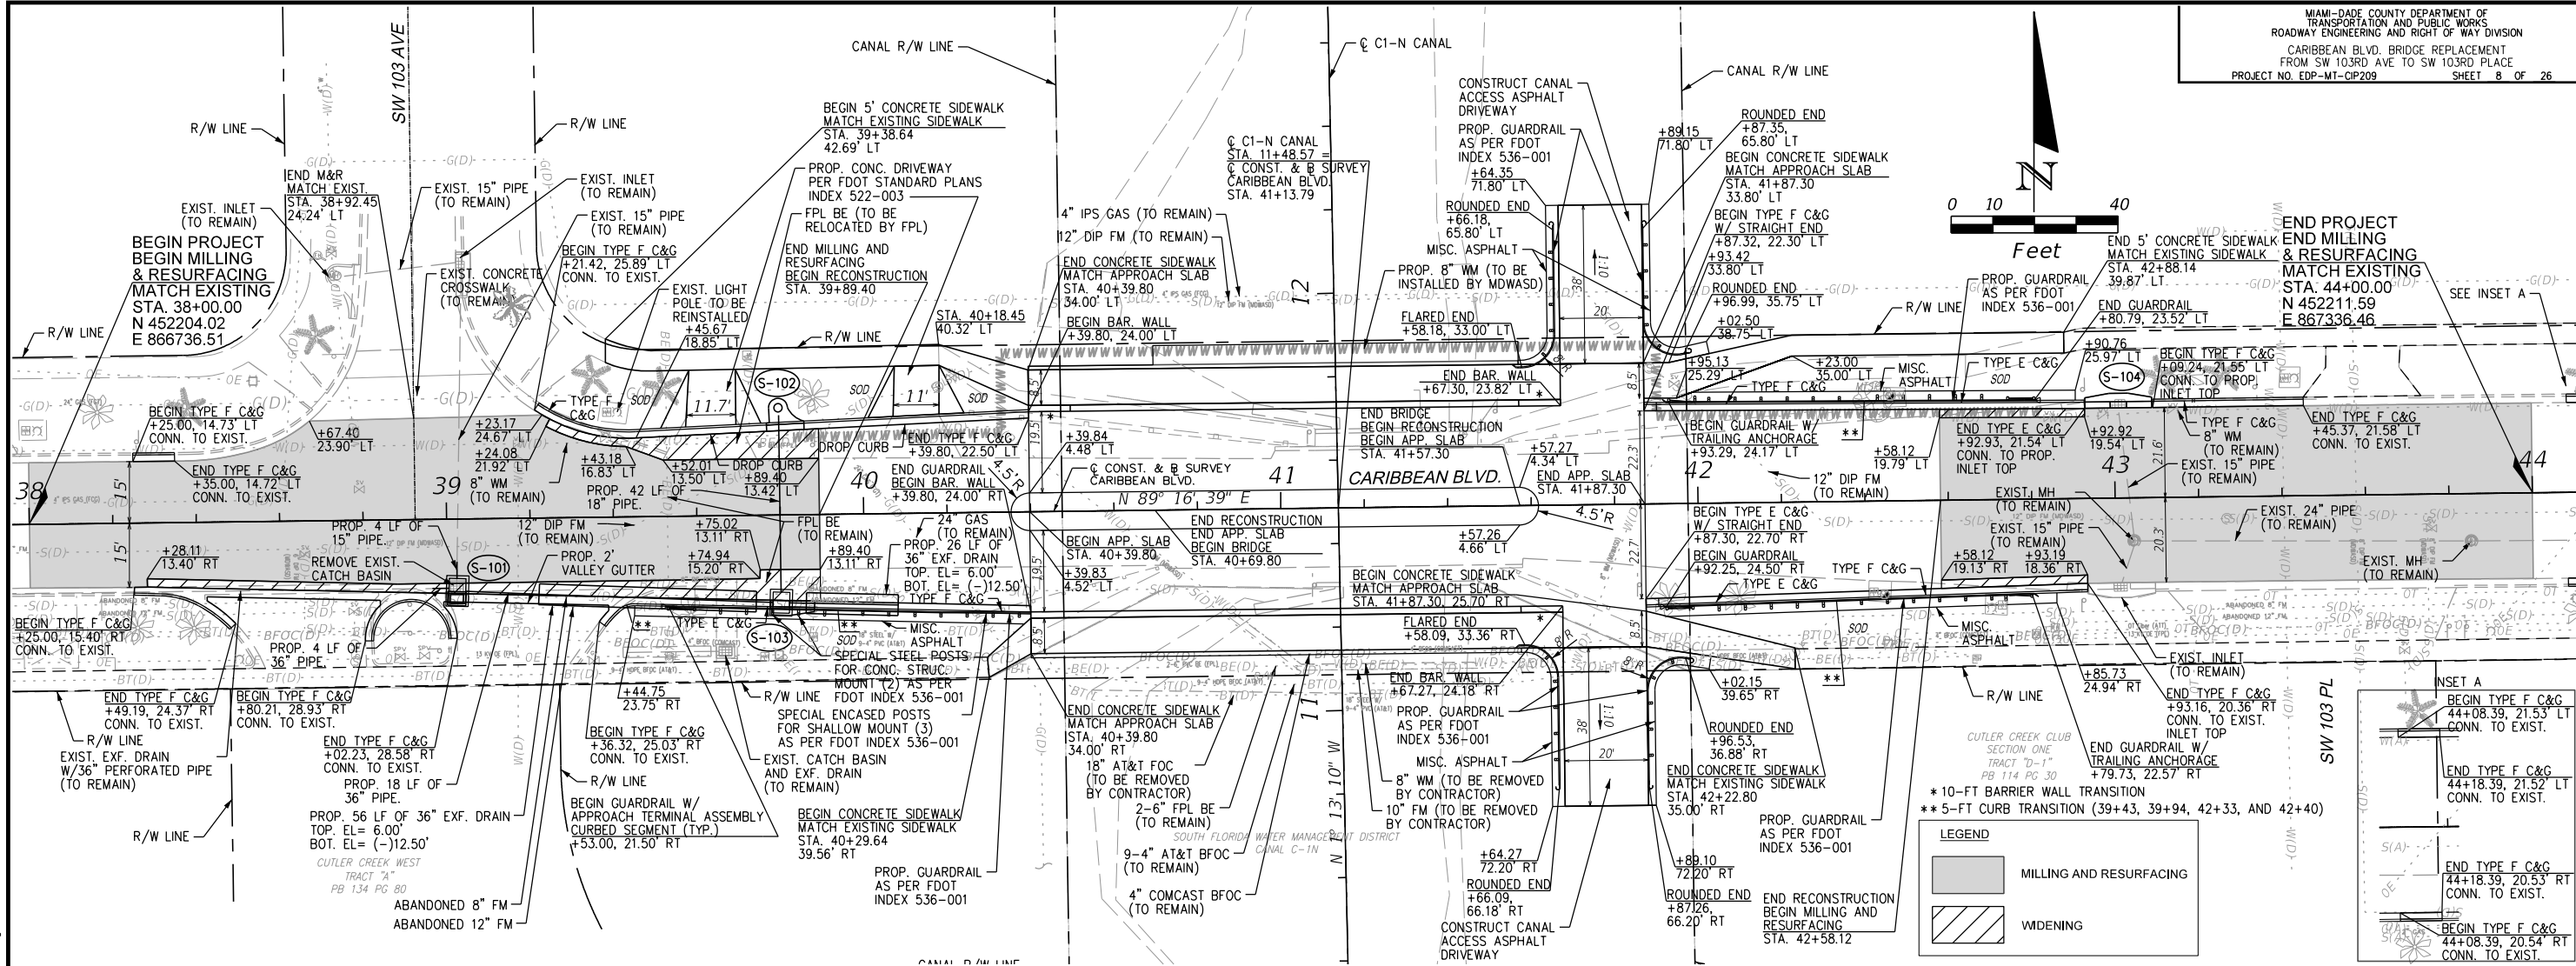 MIAMI-DADE COUNTY DEPARTMENT OF
TRANSPORTATION AND PUBLIC WORKS
ROADWAY ENGINEERING AND RIGHT OF WAY DIVISION
CARIBBEAN BLVD. BRIDGE REPLACEMENT
FROM SW 103RD AVE TO SW 103RD PLACE
PROJECT NO. EDP-MT-CIP209 SHEET 8 OF 26
SW 103 AVE
R/W LINE
R/W LINE
CANAL R/W LINE
℄ C1-N CANAL
CANAL R/W LINE
N
0 10 40
Feet
EXIST. INLET
(TO REMAIN)
END M&R
MATCH EXIST.
STA. 38+92.45
24.24' LT
EXIST. 15" PIPE
(TO REMAIN)
EXIST. INLET
(TO REMAIN)
EXIST. 15" PIPE
(TO REMAIN)
BEGIN PROJECT
BEGIN MILLING
& RESURFACING
MATCH EXISTING
STA. 38+00.00
N 452204.02
E 866736.51
R/W LINE
EXIST. CONCRETE
CROSSWALK
(TO REMAIN)
BEGIN TYPE F C&G
+21.42, 25.89' LT
CONN. TO EXIST.
BEGIN 5' CONCRETE SIDEWALK
MATCH EXISTING SIDEWALK
STA. 39+38.64
42.69' LT
PROP. CONC. DRIVEWAY
PER FDOT STANDARD PLANS
INDEX 522-003
FPL BE (TO BE
RELOCATED BY FPL)
END MILLING AND
RESURFACING
BEGIN RECONSTRUCTION
STA. 39+89.40
EXIST. LIGHT
POLE TO BE
REINSTALLED
+45.67
18.85' LT
R/W LINE
STA. 40+18.45
40.32' LT
℄ C1-N CANAL
STA. 11+48.57 =
℄ CONST. & B SURVEY
CARIBBEAN BLVD.
STA. 41+13.79
4" IPS GAS (TO REMAIN)
12" DIP FM (TO REMAIN)
END CONCRETE SIDEWALK
MATCH APPROACH SLAB
STA. 40+39.80
34.00' LT
BEGIN BAR. WALL
+39.80, 24.00' LT
12
PROP. 8" WM (TO BE
INSTALLED BY MDWASD)
CONSTRUCT CANAL
ACCESS ASPHALT
DRIVEWAY
PROP. GUARDRAIL
AS PER FDOT
INDEX 536-001
+64.35
71.80' LT
ROUNDED END
+66.18,
65.80' LT
MISC. ASPHALT
FLARED END
+58.18, 33.00' LT
1:10
38'
20'
8'R
+89.15
71.80' LT
ROUNDED END
+87.35,
65.80' LT
BEGIN CONCRETE SIDEWALK
MATCH APPROACH SLAB
STA. 41+87.30
33.80' LT
BEGIN TYPE F C&G
W/ STRAIGHT END
+87.32, 22.30' LT
+93.42
33.80' LT
ROUNDED END
+96.99, 35.75' LT
+02.50
38.75' LT
R/W LINE
PROP. GUARDRAIL
AS PER FDOT
INDEX 536-001
END 5' CONCRETE SIDEWALK
MATCH EXISTING SIDEWALK
STA. 42+88.14
39.87' LT
END GUARDRAIL
+80.79, 23.52' LT
END PROJECT
END MILLING
& RESURFACING
MATCH EXISTING
STA. 44+00.00
N 452211.59
E 867336.46
SEE INSET A
BEGIN TYPE F C&G
+25.00, 14.73' LT
CONN. TO EXIST.
+67.40
23.90' LT
TYPE F
C&G
SOD
11.7'
S-102
11'
SOD
SOD
8.5'
*
END BAR. WALL
+67.30, 23.82' LT
*
8.5'
+95.13
25.29' LT
TYPE F C&G
+23.00
35.00' LT
MISC.
ASPHALT
SOD
TYPE E C&G
+90.76
25.97' LT
S-104
BEGIN TYPE F C&G
+09.24, 21.55' LT
CONN. TO PROP.
INLET TOP
END TYPE F C&G
+35.00, 14.72' LT
CONN. TO EXIST.
+23.17
24.67' LT
+24.08
21.92' LT
8" WM
(TO REMAIN)
+43.18
16.83' LT
+52.01
13.50' LT
DROP CURB
+89.40
13.42' LT
DROP CURB
END TYPE F C&G
+39.80, 22.50' LT
19.5'
+39.84
4.48' LT
END BRIDGE
BEGIN RECONSTRUCTION
BEGIN APP. SLAB
STA. 41+57.30
+57.27
4.34' LT
22.3'
BEGIN GUARDRAIL W/
TRAILING ANCHORAGE
+93.29, 24.17' LT
**
+58.12
19.79' LT
END TYPE E C&G
+92.93, 21.54' LT
CONN. TO PROP.
INLET TOP
+92.92
19.54' LT
TYPE F C&G
8" WM
(TO REMAIN)
21.6'
EXIST. 15" PIPE
(TO REMAIN)
END TYPE F C&G
+45.37, 21.58' LT
CONN. TO EXIST.
38
15'
39
PROP. 42 LF OF
18" PIPE.
40
END GUARDRAIL
BEGIN BAR. WALL
+39.80, 24.00' RT
4.5'R
℄ CONST. & B SURVEY
CARIBBEAN BLVD.
N 89° 16' 39" E
41
CARIBBEAN BLVD.
END APP. SLAB
STA. 41+87.30
4.5'R
42
12" DIP FM
(TO REMAIN)
43
44
15'
+28.11
13.40' RT
PROP. 4 LF OF
15" PIPE.
REMOVE EXIST.
CATCH BASIN
S-101
12" DIP FM
(TO REMAIN)
PROP. 2'
VALLEY GUTTER
+75.02
13.11' RT
+74.94
15.20' RT
FPL BE
(TO REMAIN)
+89.40
13.11' RT
24" GAS
(TO REMAIN)
PROP. 26 LF OF
36" EXF. DRAIN
TOP. EL= 6.00'
BOT. EL= (-)12.50'
TYPE F C&G
BEGIN APP. SLAB
STA. 40+39.80
+39.83
4.52' LT
19.5'
END RECONSTRUCTION
END APP. SLAB
BEGIN BRIDGE
STA. 40+69.80
+57.26
4.66' LT
BEGIN CONCRETE SIDEWALK
MATCH APPROACH SLAB
STA. 41+87.30, 25.70' RT
22.7'
BEGIN TYPE E C&G
W/ STRAIGHT END
+87.30, 22.70' RT
BEGIN GUARDRAIL
+92.25, 24.50' RT
TYPE E C&G
TYPE F C&G
EXIST. MH
(TO REMAIN)
EXIST. 15" PIPE
(TO REMAIN)
+58.12
19.13' RT
+93.19
18.36' RT
20.3'
EXIST. 24" PIPE
(TO REMAIN)
EXIST. MH
(TO REMAIN)
BEGIN TYPE F C&G
+25.00, 15.40' RT
CONN. TO EXIST.
PROP. 4 LF OF
36" PIPE.
**
TYPE E C&G
S-103
**
SOD
MISC.
ASPHALT
SPECIAL STEEL POSTS
FOR CONC. STRUC.
MOUNT (2) AS PER
FDOT INDEX 536-001
8.5'
FLARED END
+58.09, 33.36' RT
*
8'R
8'R
8.5'
SOD
**
MISC.
ASPHALT
EXIST. INLET
(TO REMAIN)
END TYPE F C&G
+49.19, 24.37' RT
CONN. TO EXIST.
R/W LINE
BEGIN TYPE F C&G
+80.21, 28.93' RT
CONN. TO EXIST.
EXIST. EXF. DRAIN
W/36" PERFORATED PIPE
(TO REMAIN)
END TYPE F C&G
+02.23, 28.58' RT
CONN. TO EXIST.
PROP. 18 LF OF
36" PIPE.
PROP. 56 LF OF 36" EXF. DRAIN
TOP. EL= 6.00'
BOT. EL= (-)12.50'
R/W LINE
CUTLER CREEK WEST
TRACT "A"
PB 134 PG 80
ABANDONED 8" FM
ABANDONED 12" FM
+44.75
23.75' RT
BEGIN TYPE F C&G
+36.32, 25.03' RT
CONN. TO EXIST.
R/W LINE
BEGIN GUARDRAIL W/
APPROACH TERMINAL ASSEMBLY
CURBED SEGMENT (TYP.)
+53.00, 21.50' RT
R/W LINE
SPECIAL ENCASED POSTS
FOR SHALLOW MOUNT (3)
AS PER FDOT INDEX 536-001
EXIST. CATCH BASIN
AND EXF. DRAIN
(TO REMAIN)
BEGIN CONCRETE SIDEWALK
MATCH EXISTING SIDEWALK
STA. 40+29.64
39.56' RT
PROP. GUARDRAIL
AS PER FDOT
INDEX 536-001
END CONCRETE SIDEWALK
MATCH APPROACH SLAB
STA. 40+39.80
34.00' RT
18" AT&T FOC
(TO BE REMOVED
BY CONTRACTOR)
2-6" FPL BE
(TO REMAIN)
SOUTH FLORIDA WATER MANAGEMENT DISTRICT
CANAL C-1N
9-4" AT&T BFOC
(TO REMAIN)
4" COMCAST BFOC
(TO REMAIN)
CANAL R/W LINE
11
N 1° 13' 10" W
END BAR. WALL
+67.27, 24.18' RT
PROP. GUARDRAIL
AS PER FDOT
INDEX 536-001
MISC. ASPHALT
8" WM (TO BE REMOVED
BY CONTRACTOR)
10" FM (TO BE REMOVED
BY CONTRACTOR)
38'
1:10
20'
+64.27
72.20' RT
ROUNDED END
+66.09,
66.18' RT
CONSTRUCT CANAL
ACCESS ASPHALT
DRIVEWAY
+02.15
39.65' RT
ROUNDED END
+96.53,
36.88' RT
END CONCRETE SIDEWALK
MATCH EXISTING SIDEWALK
STA. 42+22.80
35.00' RT
PROP. GUARDRAIL
AS PER FDOT
INDEX 536-001
+89.10
72.20' RT
ROUNDED END
+87.26,
66.20' RT
END RECONSTRUCTION
BEGIN MILLING AND
RESURFACING
STA. 42+58.12
R/W LINE
+85.73
24.94' RT
END TYPE F C&G
+93.16, 20.36' RT
CONN. TO EXIST.
INLET TOP
CUTLER CREEK CLUB
SECTION ONE
TRACT "D-1"
PB 114 PG 30
END GUARDRAIL W/
TRAILING ANCHORAGE
+79.73, 22.57' RT
* 10-FT BARRIER WALL TRANSITION
** 5-FT CURB TRANSITION (39+43, 39+94, 42+33, AND 42+40)
LEGEND
MILLING AND RESURFACING
WIDENING
SW 103 PL
INSET A
BEGIN TYPE F C&G
44+08.39, 21.53' LT
CONN. TO EXIST.
END TYPE F C&G
44+18.39, 21.52' LT
CONN. TO EXIST.
END TYPE F C&G
44+18.39, 20.53' RT
CONN. TO EXIST.
BEGIN TYPE F C&G
44+08.39, 20.54' RT
CONN. TO EXIST.